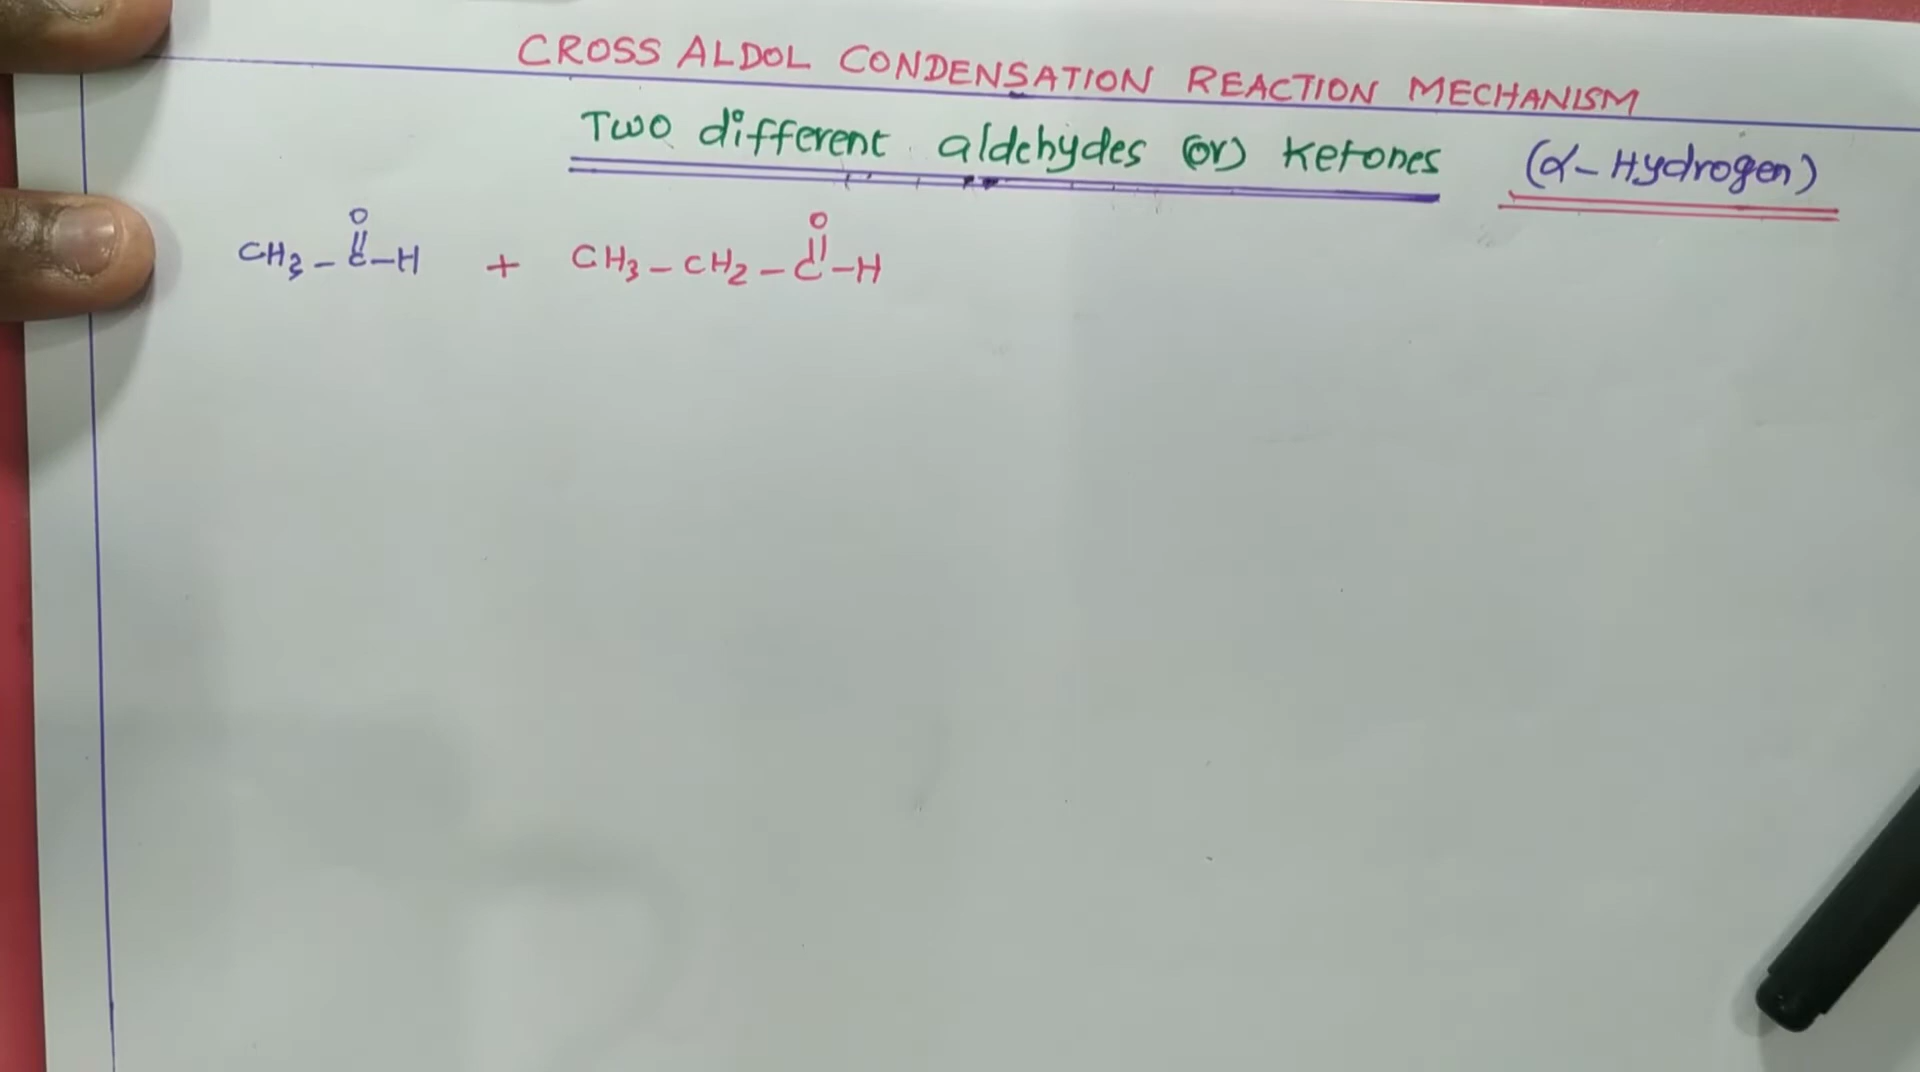 CROSS ALDOL CONDENSATION REACTION MECHANISM
Two different aldehydes (or) Ketones (α-Hydrogen)
O O
CH₃-C-H + CH₃-CH₂-C-H